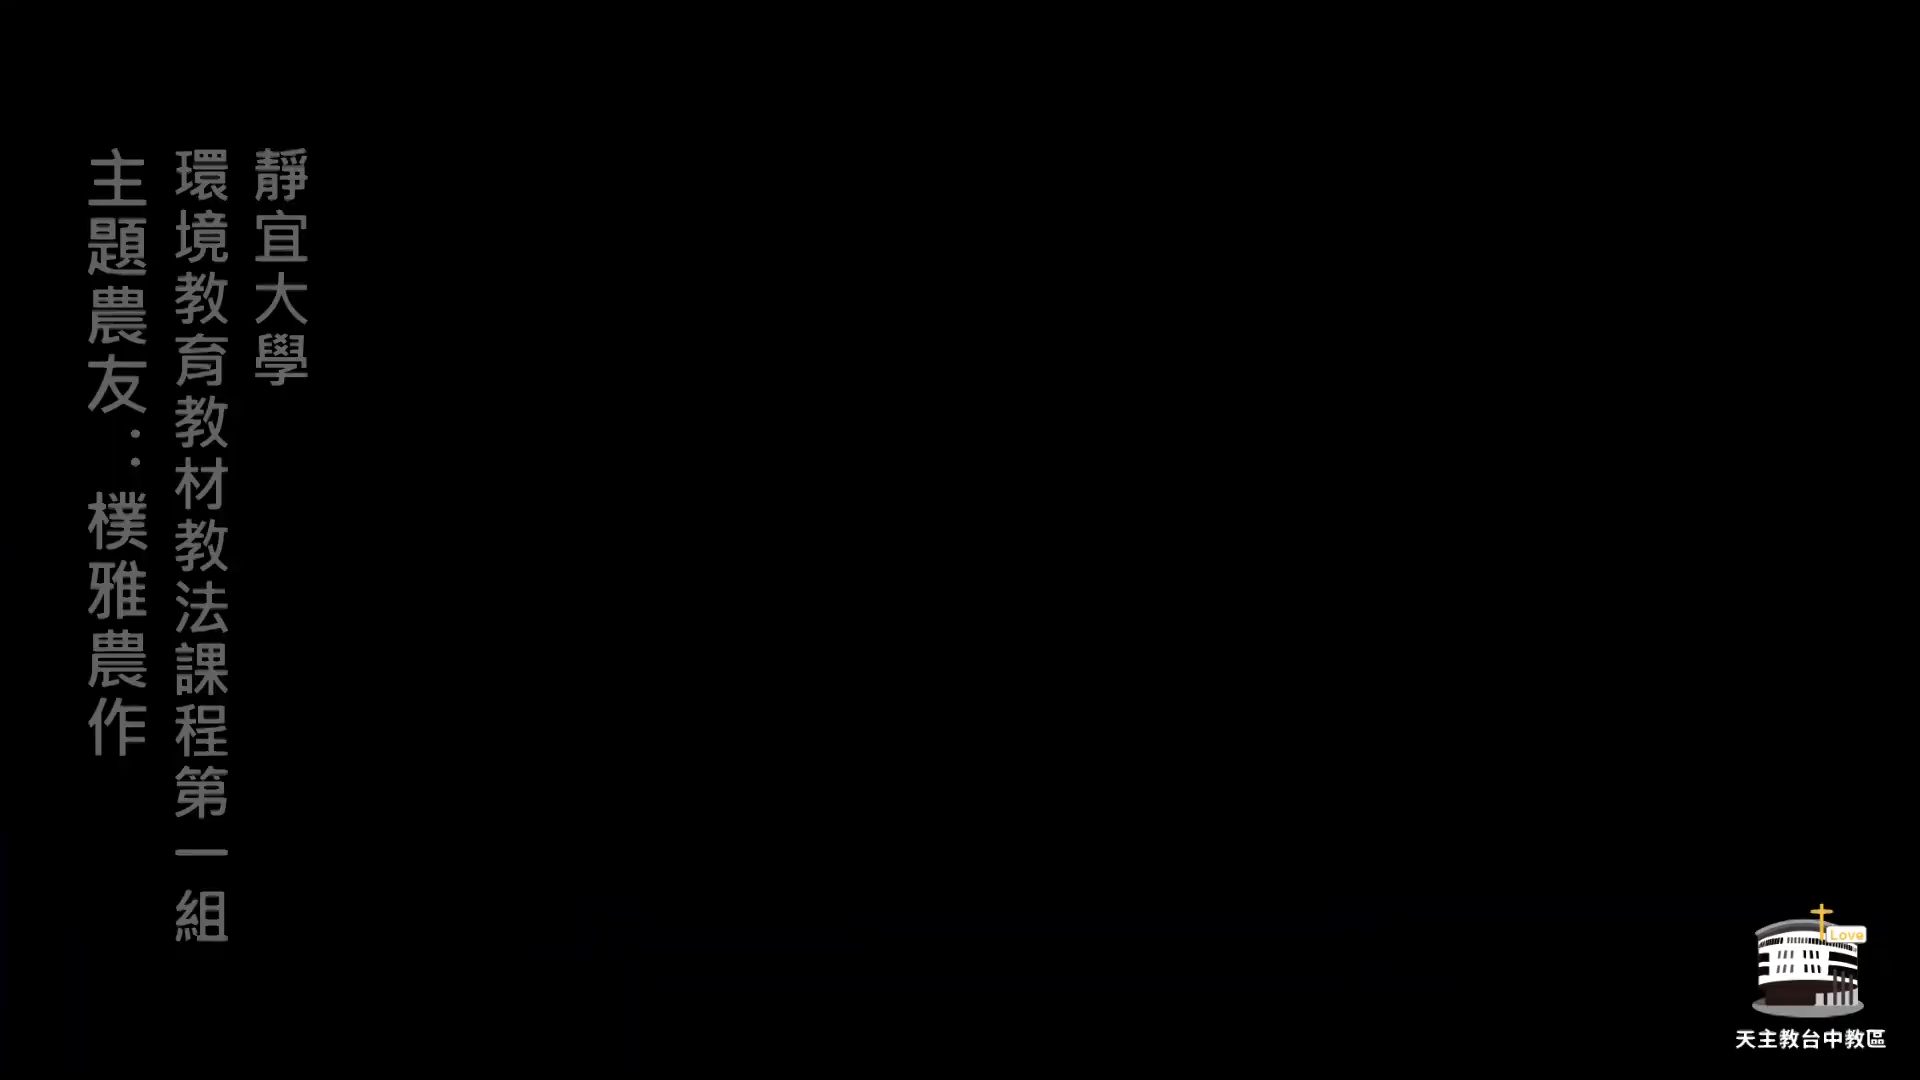 靜宜大學
環境教育教材教法課程第一組
主題農友：樸雅農作
Love
天主教台中教區